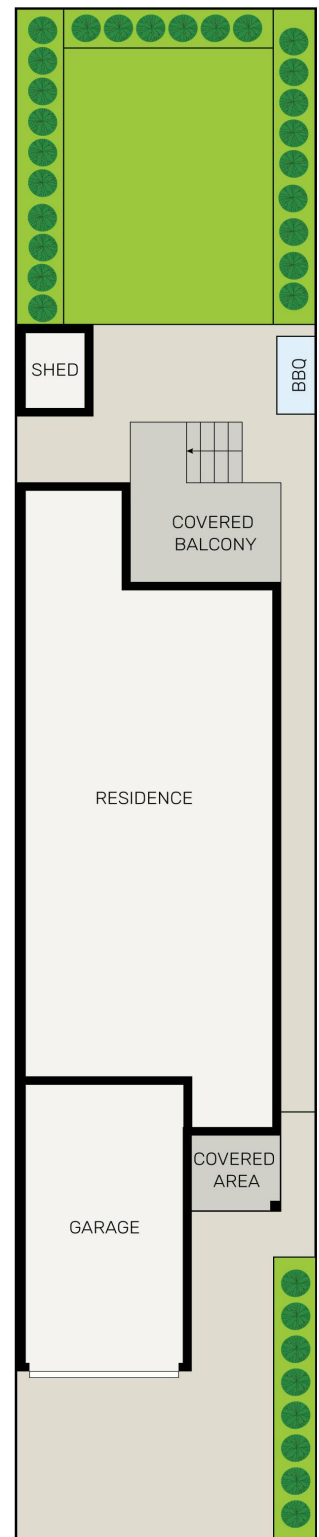 SHED
BBQ
COVERED
BALCONY
RESIDENCE
COVERED
AREA
GARAGE